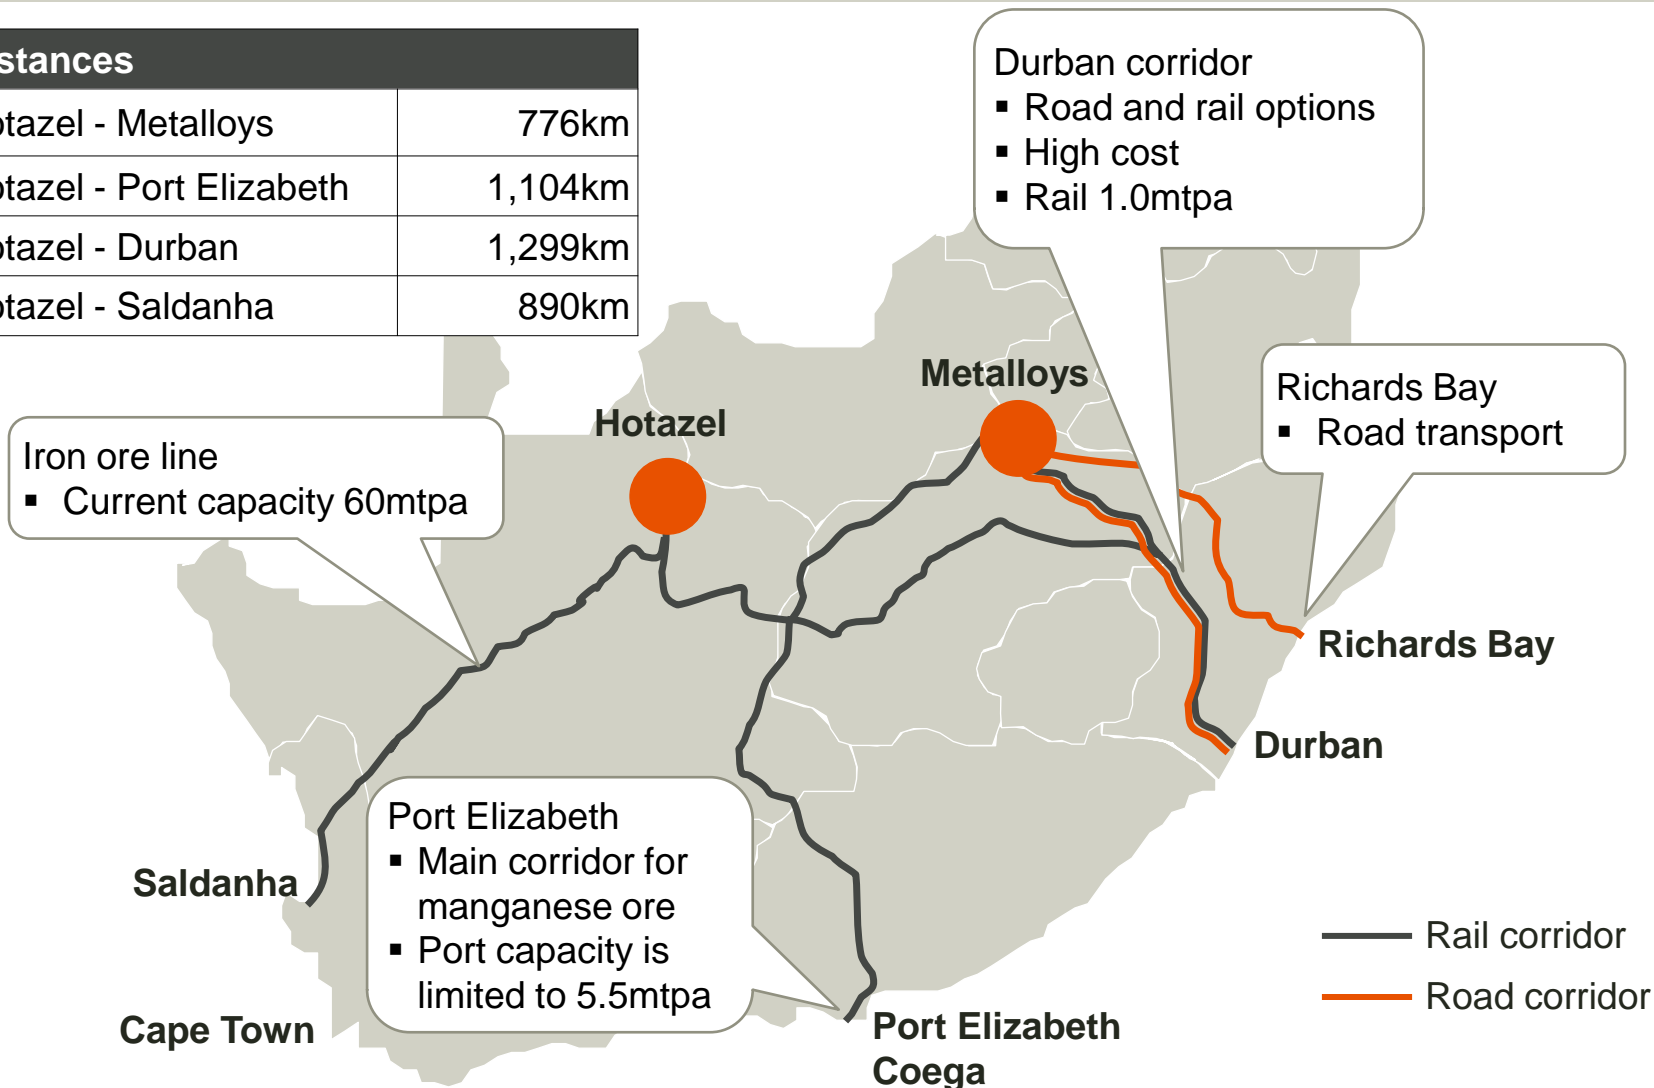 stances
otazel - Metalloys 776km
otazel - Port Elizabeth 1,104km
otazel - Durban 1,299km
otazel - Saldanha 890km
Durban corridor
▪ Road and rail options
▪ High cost
▪ Rail 1.0mtpa
Metalloys
Richards Bay
▪ Road transport
Hotazel
Iron ore line
▪ Current capacity 60mtpa
Richards Bay
Durban
Port Elizabeth
▪ Main corridor for
manganese ore
▪ Port capacity is
limited to 5.5mtpa
Saldanha
Rail corridor
Road corridor
Cape Town
Port Elizabeth
Coega